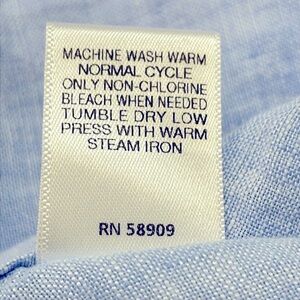 MACHINE WASH WARM
NORMAL CYCLE
ONLY NON-CHLORINE
BLEACH WHEN NEEDED
TUMBLE DRY LOW
PRESS WITH WARM
STEAM IRON
RN 58909